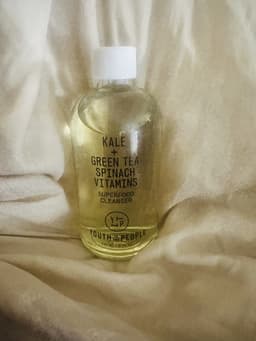 KALE
+
GREEN TEA
SPINACH
VITAMINS
SUPERFOOD
CLEANSER
Y T
T P
YOUTH TO THE PEOPLE